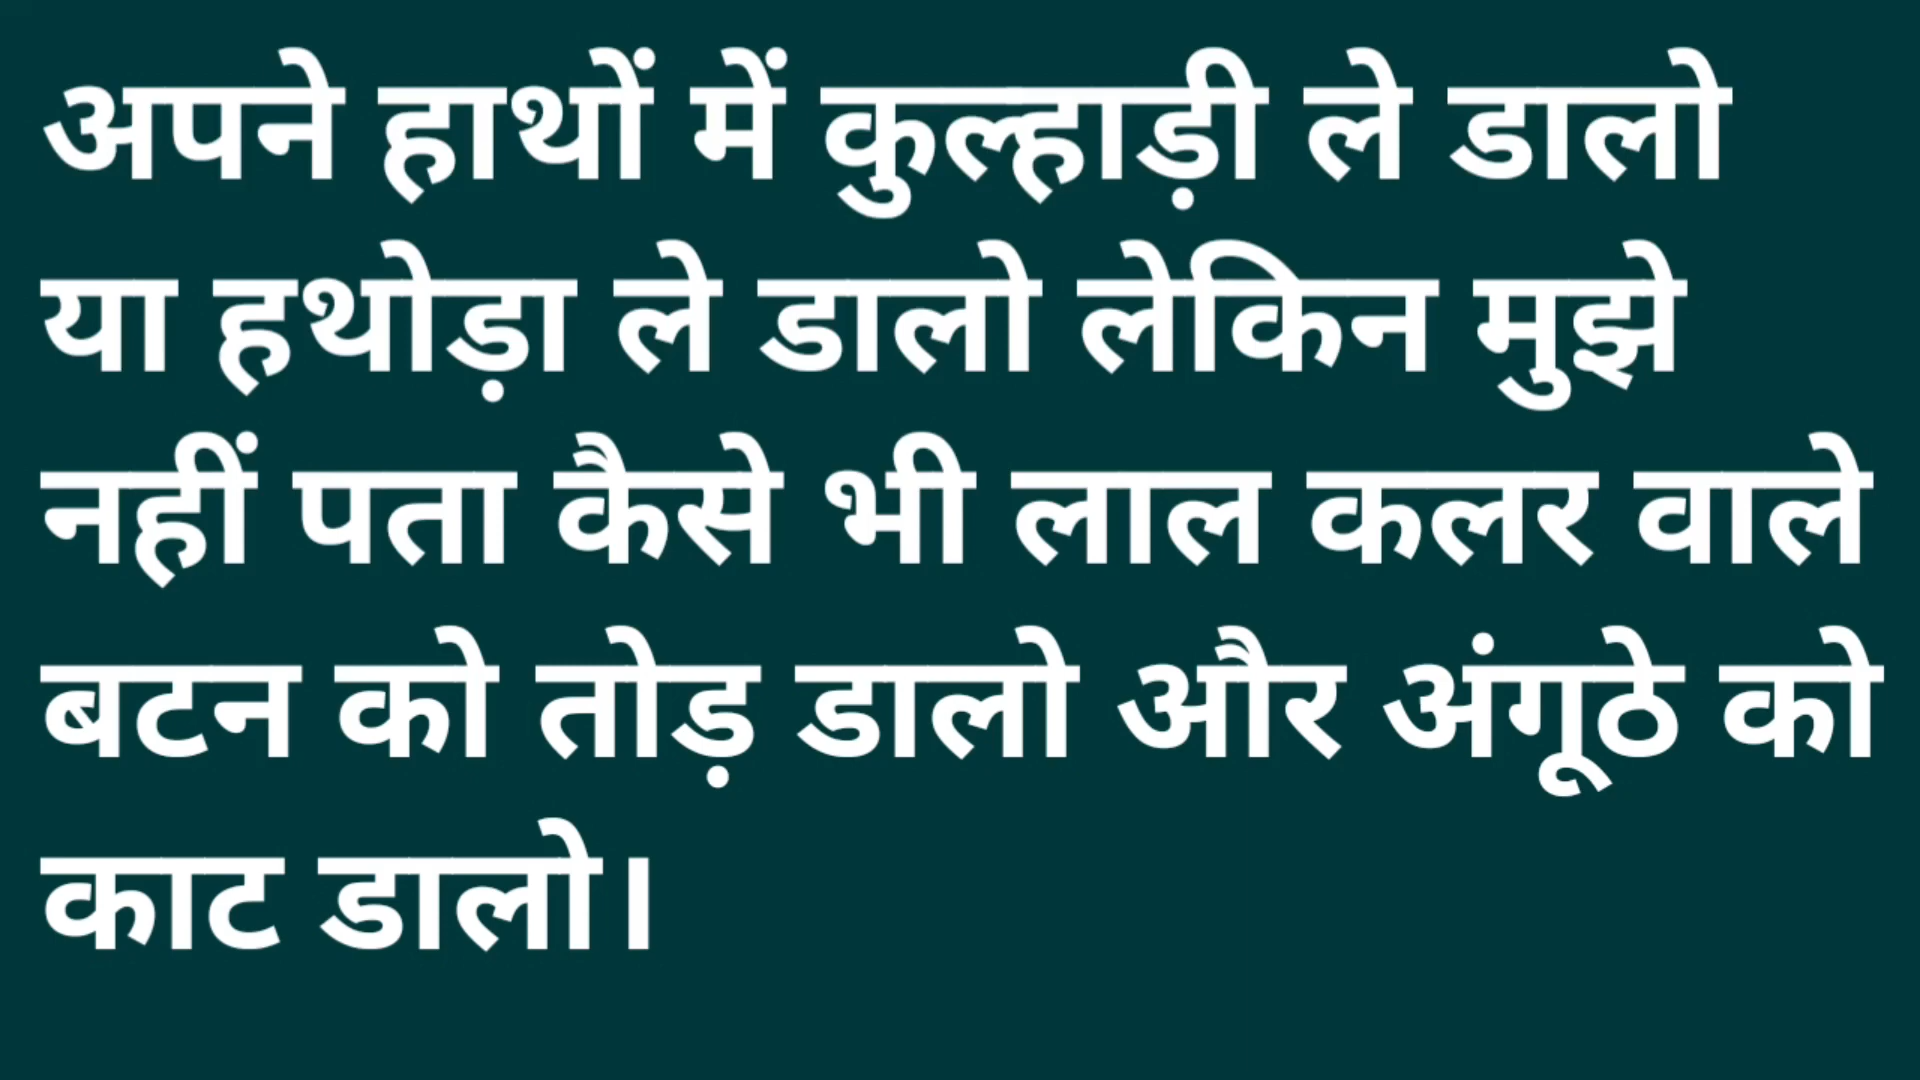 अपने हाथों में कुल्हाड़ी ले डालो
या हथोड़ा ले डालो लेकिन मुझे
नहीं पता कैसे भी लाल कलर वाले
बटन को तोड़ डालो और अंगूठे को
काट डालो।